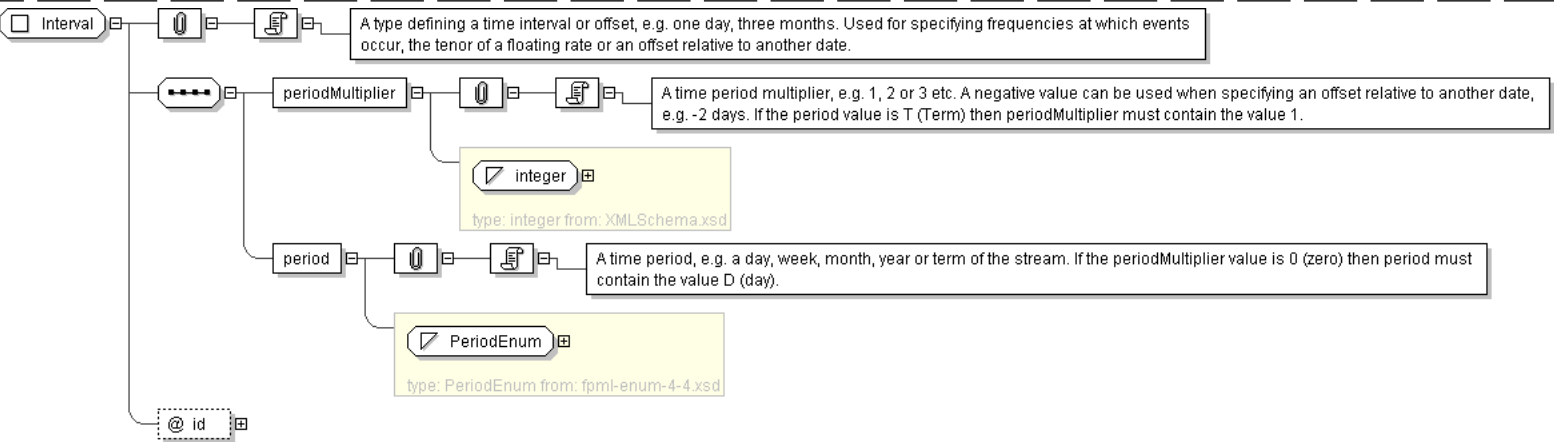 Interval
A type defining a time interval or offset, e.g. one day, three months. Used for specifying frequencies at which events
occur, the tenor of a floating rate or an offset relative to another date.
periodMultiplier
A time period multiplier, e.g. 1, 2 or 3 etc. A negative value can be used when specifying an offset relative to another date,
e.g. -2 days. If the period value is T (Term) then periodMultiplier must contain the value 1.
integer
type: integer from: XMLSchema.xsd
period
A time period, e.g. a day, week, month, year or term of the stream. If the periodMultiplier value is 0 (zero) then period must
contain the value D (day).
PeriodEnum
type: PeriodEnum from: fpml-enum-4-4.xsd
@ id